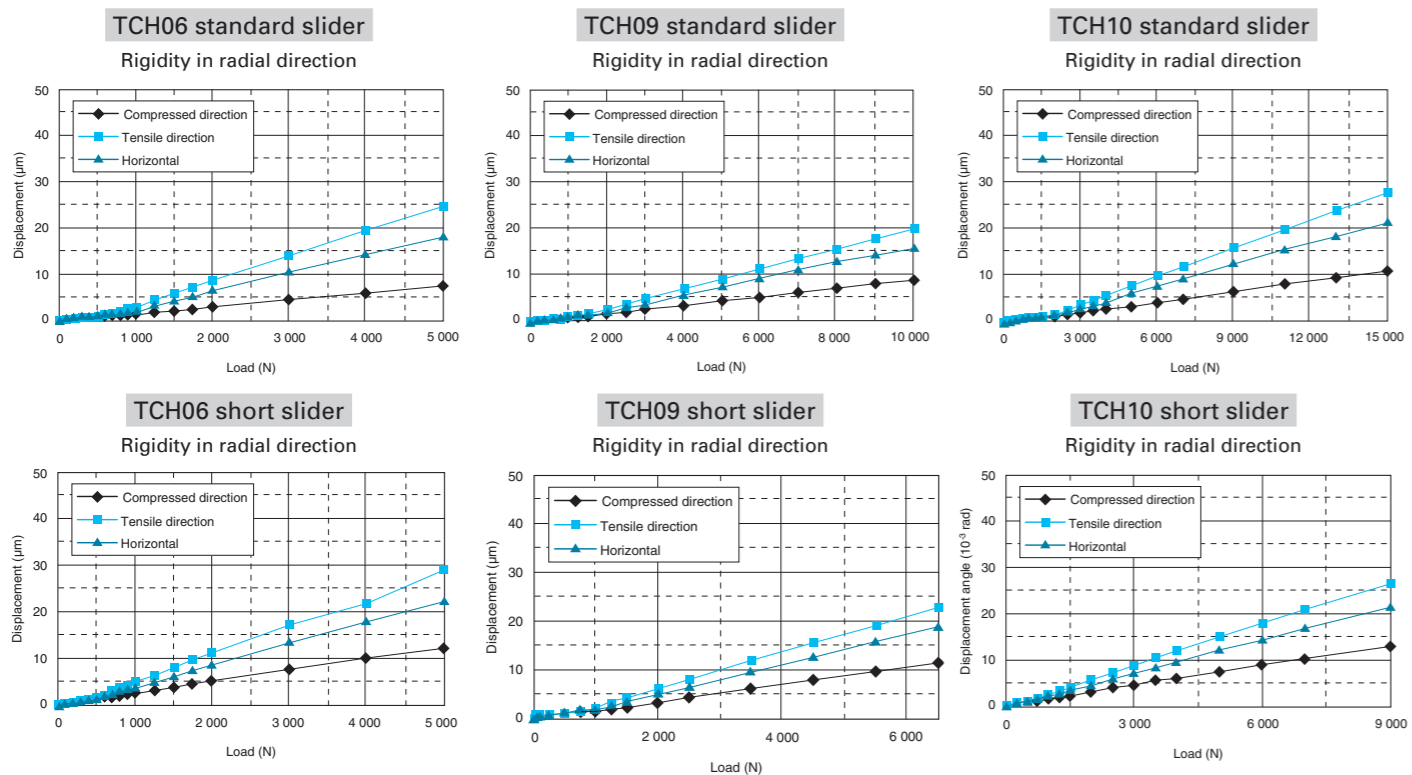 TCH06 standard slider
Rigidity in radial direction
Displacement (μm)
50
40
30
20
10
0
Compressed direction
Tensile direction
Horizontal
0
1 000
2 000
3 000
4 000
5 000
Load (N)
TCH09 standard slider
Rigidity in radial direction
Displacement (μm)
50
40
30
20
10
0
Compressed direction
Tensile direction
Horizontal
0
2 000
4 000
6 000
8 000
10 000
Load (N)
TCH10 standard slider
Rigidity in radial direction
Displacement (μm)
50
40
30
20
10
0
Compressed direction
Tensile direction
Horizontal
0
3 000
6 000
9 000
12 000
15 000
Load (N)
TCH06 short slider
Rigidity in radial direction
Displacement (μm)
50
40
30
20
10
0
Compressed direction
Tensile direction
Horizontal
0
1 000
2 000
3 000
4 000
5 000
Load (N)
TCH09 short slider
Rigidity in radial direction
Displacement (μm)
50
40
30
20
10
0
Compressed direction
Tensile direction
Horizontal
0
2 000
4 000
6 000
Load (N)
TCH10 short slider
Rigidity in radial direction
Displacement angle (10⁻³ rad)
50
40
30
20
10
0
Compressed direction
Tensile direction
Horizontal
0
3 000
6 000
9 000
Load (N)